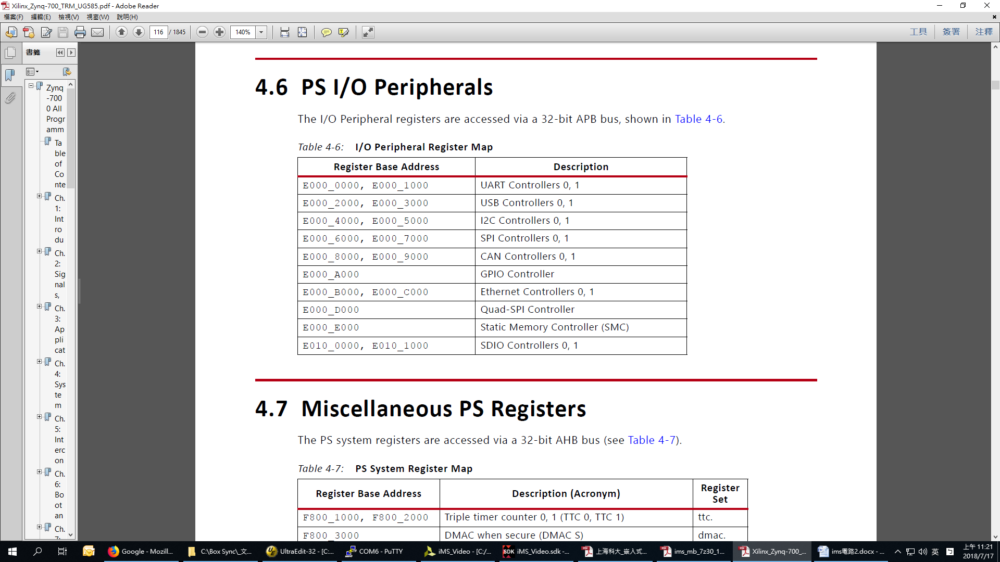 Xilinx_Zynq-700_TRM_UG585.pdf - Adobe Reader
檔案(F) 編輯(E) 檢視(V) 視窗(W) 說明(H)
116 / 1845 140% 工具 簽署 注釋
書籤
Zynq
-700
0 All
Progr
amm
Ta
ble
of
Co
nte
Ch.
1:
Int
ro
du
Ch.
2:
Sig
nal
s,
Ch.
3:
Ap
pli
cat
Ch.
4:
Sys
te
m
Ch.
5:
Int
erc
on
Ch.
6:
Bo
ot
an
Ch.
4.6 PS I/O Peripherals
The I/O Peripheral registers are accessed via a 32-bit APB bus, shown in Table 4-6.
Table 4-6: I/O Peripheral Register Map
Register Base Address Description
E000_0000, E000_1000 UART Controllers 0, 1
E000_2000, E000_3000 USB Controllers 0, 1
E000_4000, E000_5000 I2C Controllers 0, 1
E000_6000, E000_7000 SPI Controllers 0, 1
E000_8000, E000_9000 CAN Controllers 0, 1
E000_A000 GPIO Controller
E000_B000, E000_C000 Ethernet Controllers 0, 1
E000_D000 Quad-SPI Controller
E000_E000 Static Memory Controller (SMC)
E010_0000, E010_1000 SDIO Controllers 0, 1
4.7 Miscellaneous PS Registers
The PS system registers are accessed via a 32-bit AHB bus (see Table 4-7).
Table 4-7: PS System Register Map
Register Base Address Description (Acronym) Register
Set
F800_1000, F800_2000 Triple timer counter 0, 1 (TTC 0, TTC 1) ttc.
F800_3000 DMAC when secure (DMAC S) dmac.
Google - Mozill... C:\Box Sync\_文... UltraEdit-32 - [C:... COM6 - PuTTY iMS_Video - [C:/... SDK iMS_Video.sdk -... 上海科大_嵌入式... ims_mb_7z30_1... Xilinx_Zynq-700_... ims電路2.docx - ... 英 上午 11:21
2018/7/17